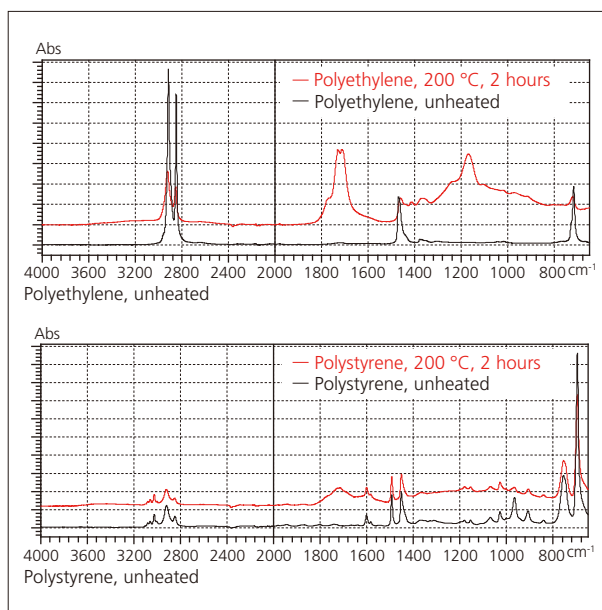 Abs
— Polyethylene, 200 °C, 2 hours
— Polyethylene, unheated
4000 3600 3200 2800 2400 2000 1800 1600 1400 1200 1000 800 cm-1
Polyethylene, unheated
Abs
— Polystyrene, 200 °C, 2 hours
— Polystyrene, unheated
4000 3600 3200 2800 2400 2000 1800 1600 1400 1200 1000 800 cm-1
Polystyrene, unheated